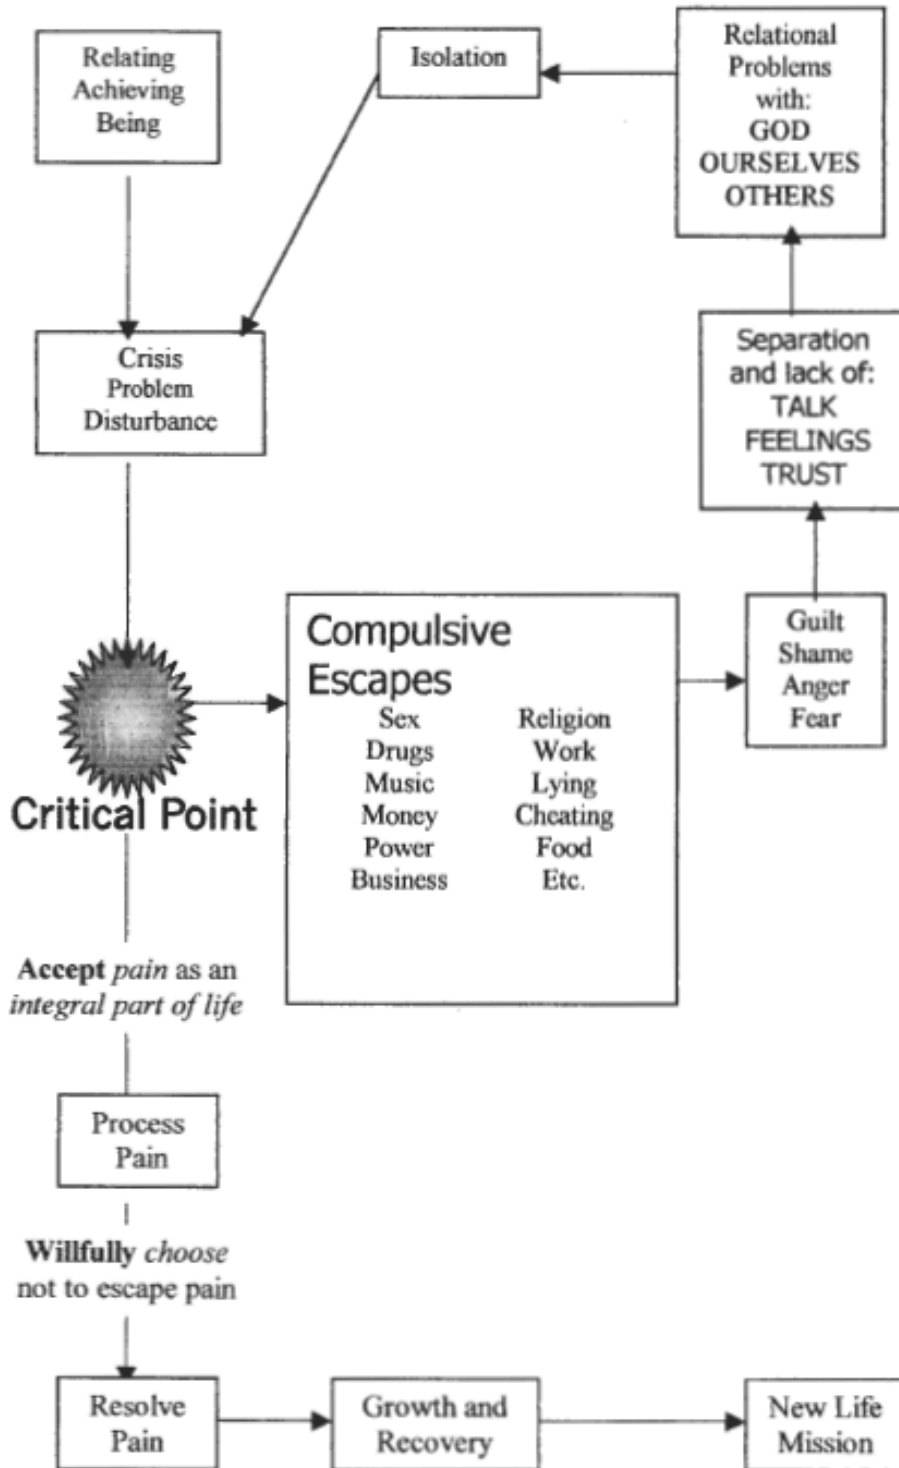 Relating
Achieving
Being
Isolation
Relational
Problems
with:
GOD
OURSELVES
OTHERS
Crisis
Problem
Disturbance
Separation
and lack of:
TALK
FEELINGS
TRUST
Critical Point
Compulsive
Escapes
Sex Religion
Drugs Work
Music Lying
Money Cheating
Power Food
Business Etc.
Guilt
Shame
Anger
Fear
Accept pain as an
integral part of life
Process
Pain
Willfully choose
not to escape pain
Resolve
Pain
Growth and
Recovery
New Life
Mission